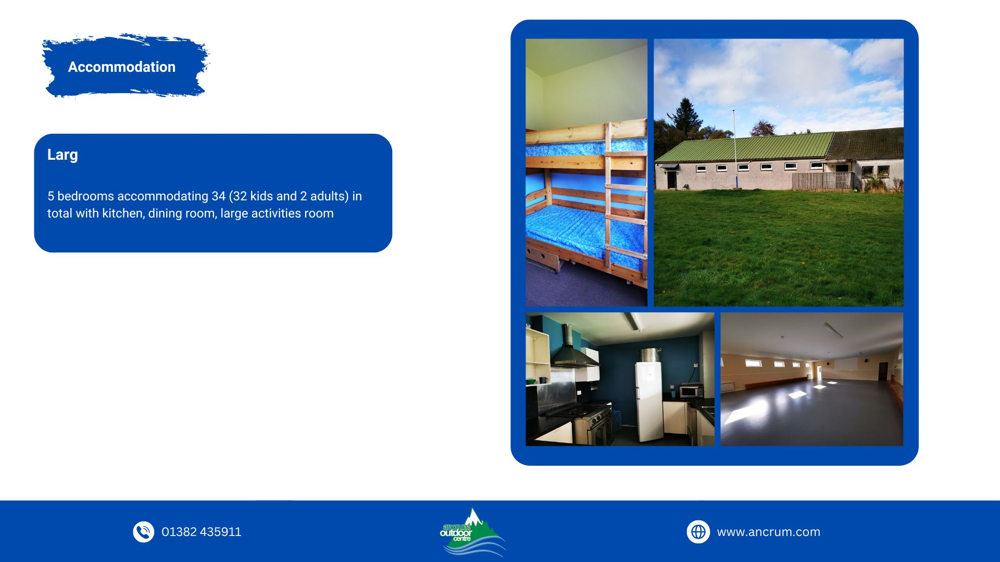 Accommodation
Larg
5 bedrooms accommodating 34 (32 kids and 2 adults) in
total with kitchen, dining room, large activities room
01382 435911
ancrum
outdoor
centre
www.ancrum.com